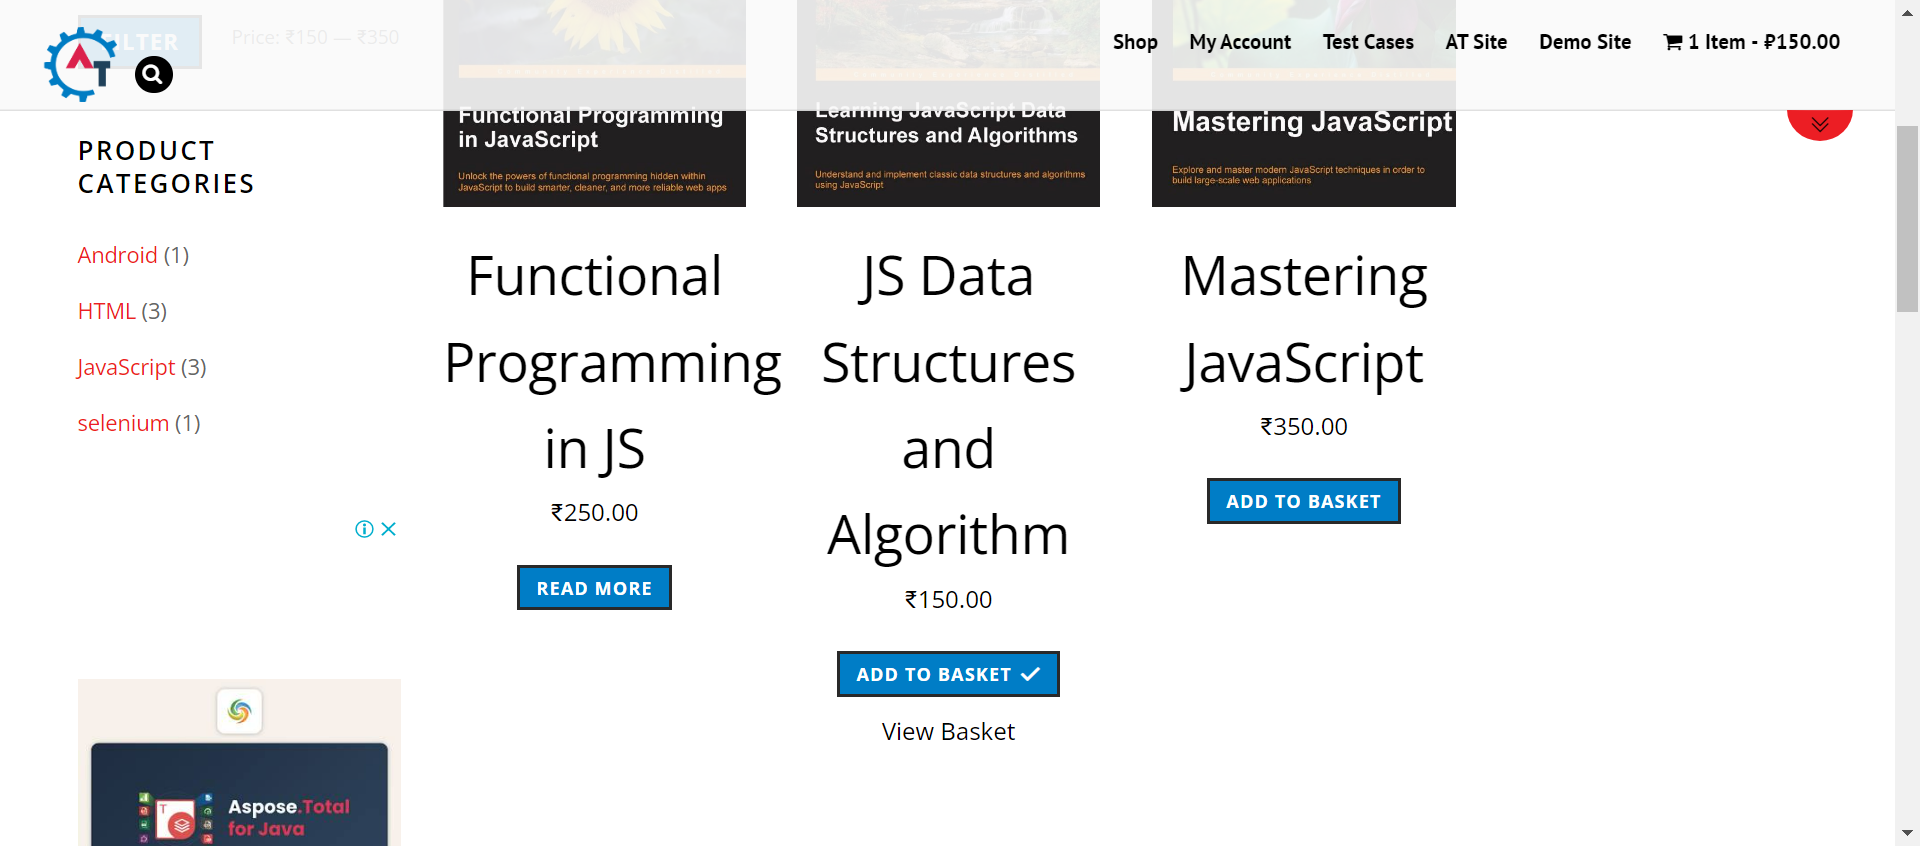 FILTER
Price: ₹150 — ₹350
AT
Shop
My Account
Test Cases
AT Site
Demo Site
1 Item - ₽150.00
PRODUCT
CATEGORIES
Android (1)
HTML (3)
JavaScript (3)
selenium (1)
Aspose.Total
for Java
Functional Programming
in JavaScript
Unlock the powers of functional programming hidden within
JavaScript to build smarter, cleaner, and more reliable web apps
Functional
Programming
in JS
₹250.00
READ MORE
Learning JavaScript Data
Structures and Algorithms
Understand and implement classic data structures and algorithms
using JavaScript
JS Data
Structures
and
Algorithm
₹150.00
ADD TO BASKET
View Basket
Mastering JavaScript
Explore and master modern JavaScript techniques in order to
build large-scale web applications
Mastering
JavaScript
₹350.00
ADD TO BASKET